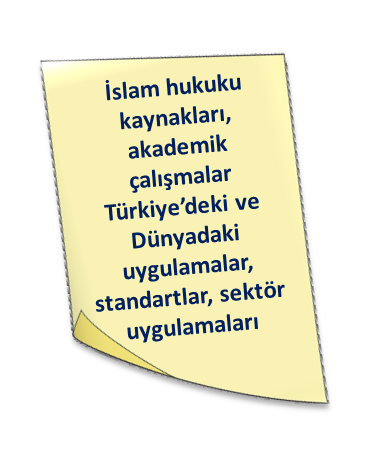 İslam hukuku
kaynakları,
akademik
çalışmalar
Türkiye’deki ve
Dünyadaki
uygulamalar,
standartlar, sektör
uygulamaları